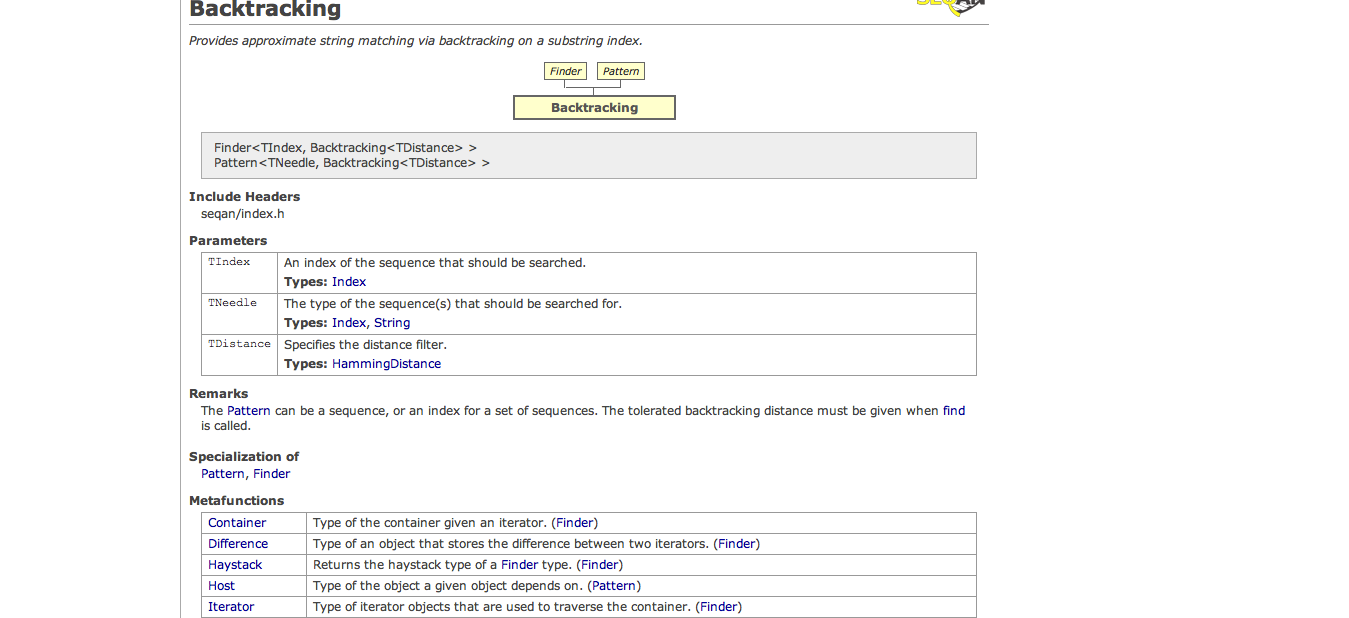 Backtracking
Provides approximate string matching via backtracking on a substring index.
Finder Pattern
Backtracking
Finder<TIndex, Backtracking<TDistance> >
Pattern<TNeedle, Backtracking<TDistance> >
Include Headers
seqan/index.h
Parameters
TIndex An index of the sequence that should be searched.
Types: Index
TNeedle The type of the sequence(s) that should be searched for.
Types: Index, String
TDistance Specifies the distance filter.
Types: HammingDistance
Remarks
The Pattern can be a sequence, or an index for a set of sequences. The tolerated backtracking distance must be given when find
is called.
Specialization of
Pattern, Finder
Metafunctions
Container Type of the container given an iterator. (Finder)
Difference Type of an object that stores the difference between two iterators. (Finder)
Haystack Returns the haystack type of a Finder type. (Finder)
Host Type of the object a given object depends on. (Pattern)
Iterator Type of iterator objects that are used to traverse the container. (Finder)